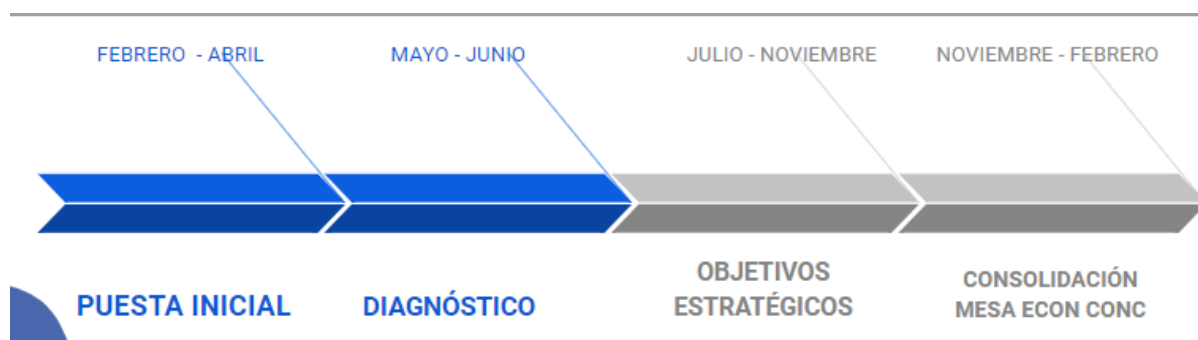 FEBRERO - ABRIL
MAYO - JUNIO
JULIO - NOVIEMBRE
NOVIEMBRE - FEBRERO
PUESTA INICIAL
DIAGNÓSTICO
OBJETIVOS
ESTRATÉGICOS
CONSOLIDACIÓN
MESA ECON CONC